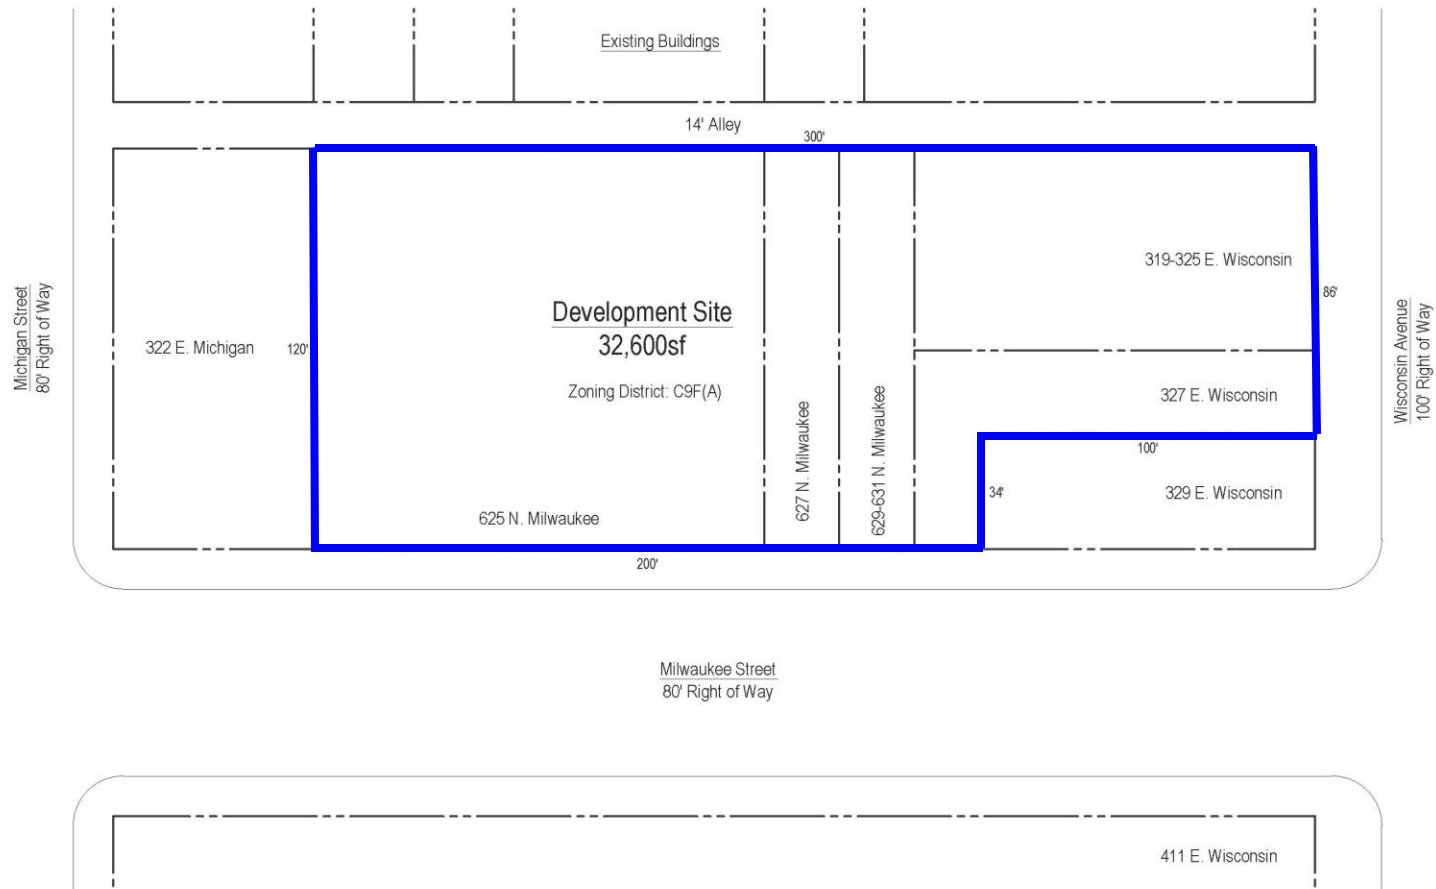 Existing Buildings
14' Alley
300'
319-325 E. Wisconsin
86'
Michigan Street
80' Right of Way
322 E. Michigan
120'
Development Site
32,600sf
Zoning District: C9F(A)
Wisconsin Avenue
100' Right of Way
327 E. Wisconsin
627 N. Milwaukee
629-631 N. Milwaukee
100'
34'
329 E. Wisconsin
625 N. Milwaukee
200'
Milwaukee Street
80' Right of Way
411 E. Wisconsin